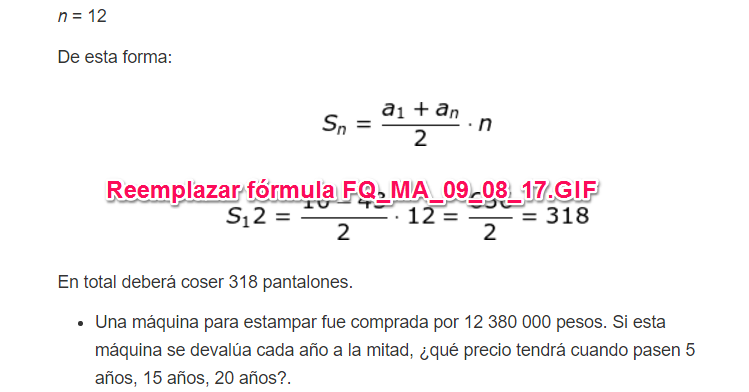 n = 12
De esta forma:
Sn = a1 + an / 2 · n
Reemplazar fórmula FQ_MA_09_08_17.GIF
S12 = / 2 · 12 = / 2 = 318
En total deberá coser 318 pantalones.
• Una máquina para estampar fue comprada por 12 380 000 pesos. Si esta
máquina se devalúa cada año a la mitad, ¿qué precio tendrá cuando pasen 5
años, 15 años, 20 años?.